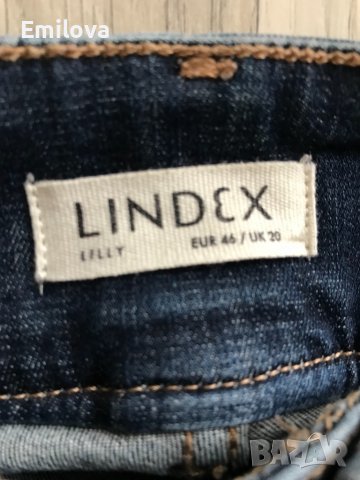 Emilova
LINDEX
LILLY EUR 46 / UK 20
BAZAR